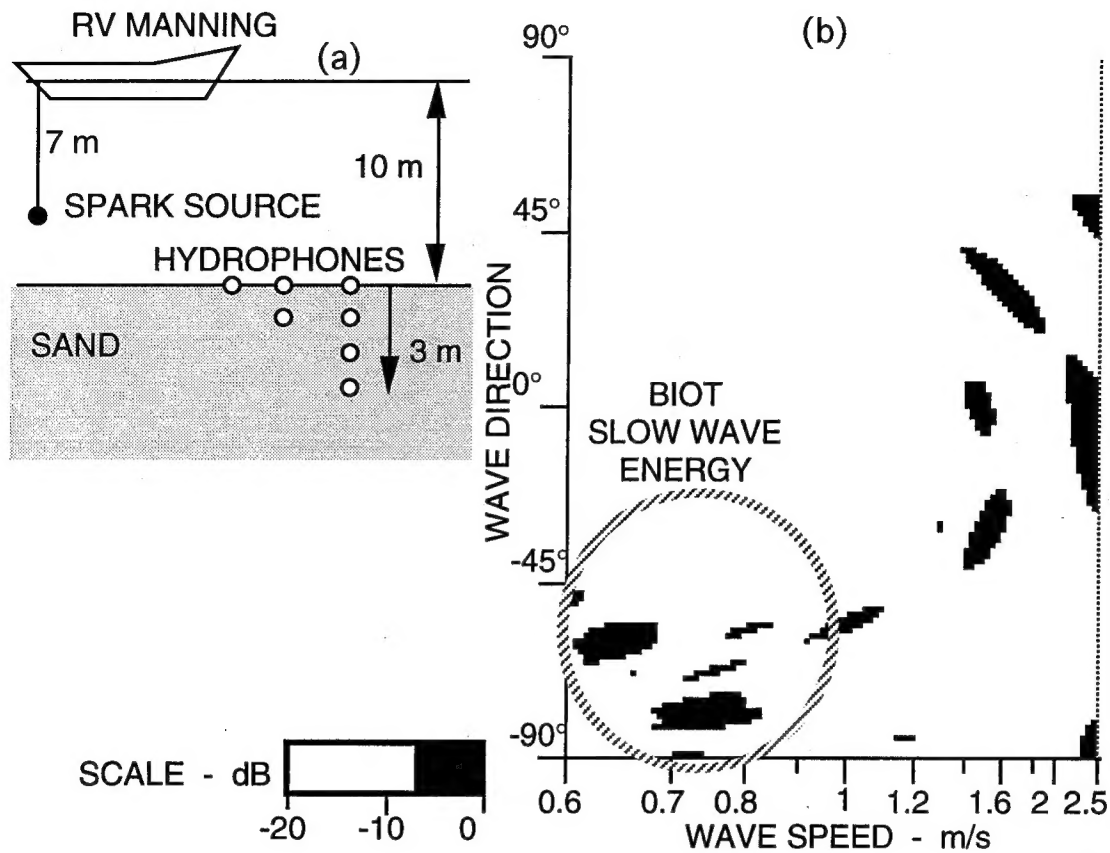 RV MANNING
(a)
7 m
10 m
SPARK SOURCE
HYDROPHONES
SAND
3 m
SCALE - dB
-20 -10 0
(b)
90°
45°
0°
-45°
-90°
WAVE DIRECTION
BIOT
SLOW WAVE
ENERGY
0.6 0.7 0.8 1 1.2 1.6 2 2.5
WAVE SPEED - m/s